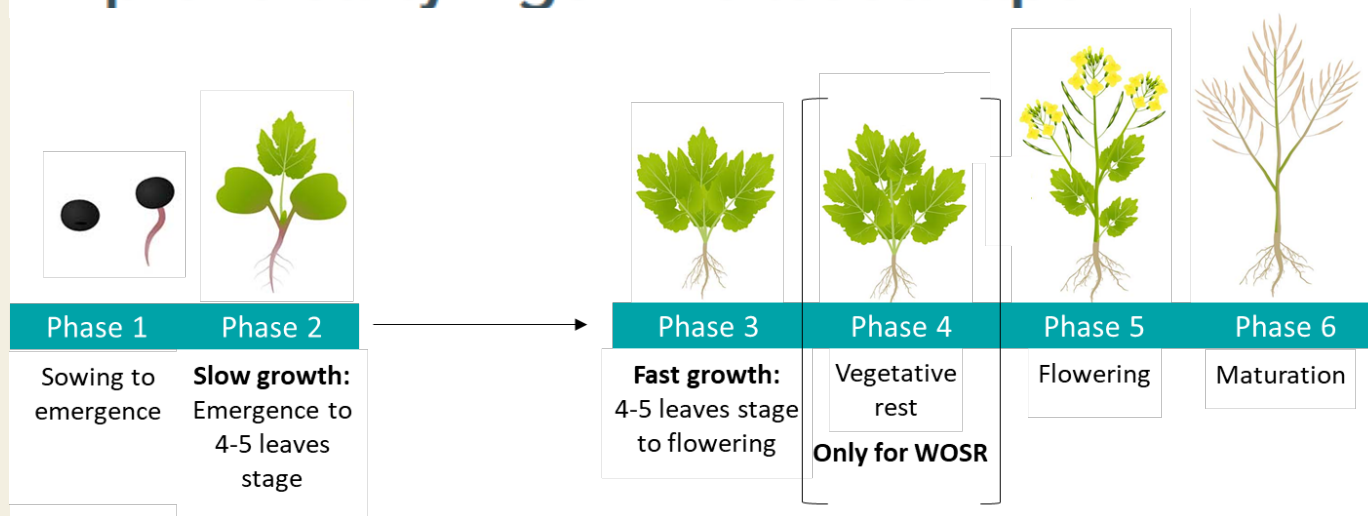 Phase 1
Phase 2
Phase 3
Phase 4
Phase 5
Phase 6
Sowing to
emergence
Slow growth:
Emergence to
4-5 leaves
stage
Fast growth:
4-5 leaves stage
to flowering
Vegetative
rest
Only for WOSR
Flowering
Maturation